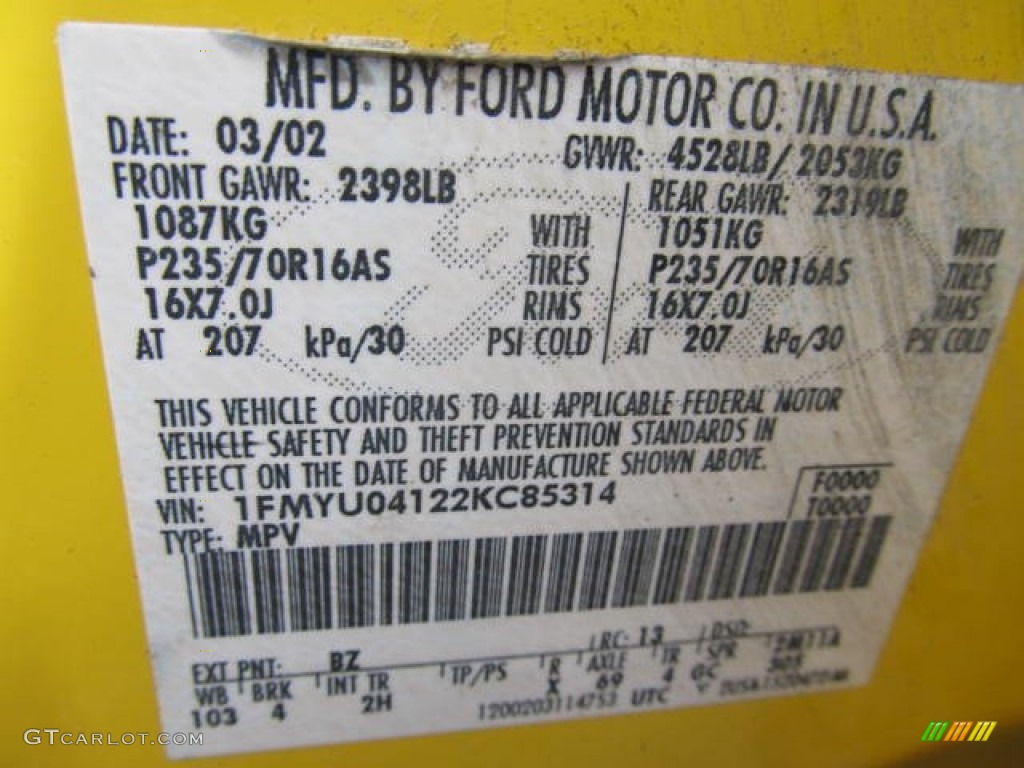 MFD. BY FORD MOTOR CO. IN U.S.A.
DATE: 03/02 GVWR: 4528LB/2053KG
FRONT GAWR: 2398LB REAR GAWR: 2319LB
1087KG WITH 1051KG WITH
P235/70R16AS TIRES P235/70R16AS TIRES
16X7.0J RIMS 16X7.0J RIMS
AT 207 kPa/30 PSI COLD AT 207 kPa/30 PSI COLD
THIS VEHICLE CONFORMS TO ALL APPLICABLE FEDERAL MOTOR
VEHICLE SAFETY AND THEFT PREVENTION STANDARDS IN
EFFECT ON THE DATE OF MANUFACTURE SHOWN ABOVE.
VIN: 1FMYU04122KC85314 F0000
TYPE: MPV T0000
EXT PNT: BZ RC: 13 DSO:
WB BRK INT TR TP/PS R AXLE TR SPR
103 4 2H X 69 4 GC
1200203114753 UTC
GTcarlot.com